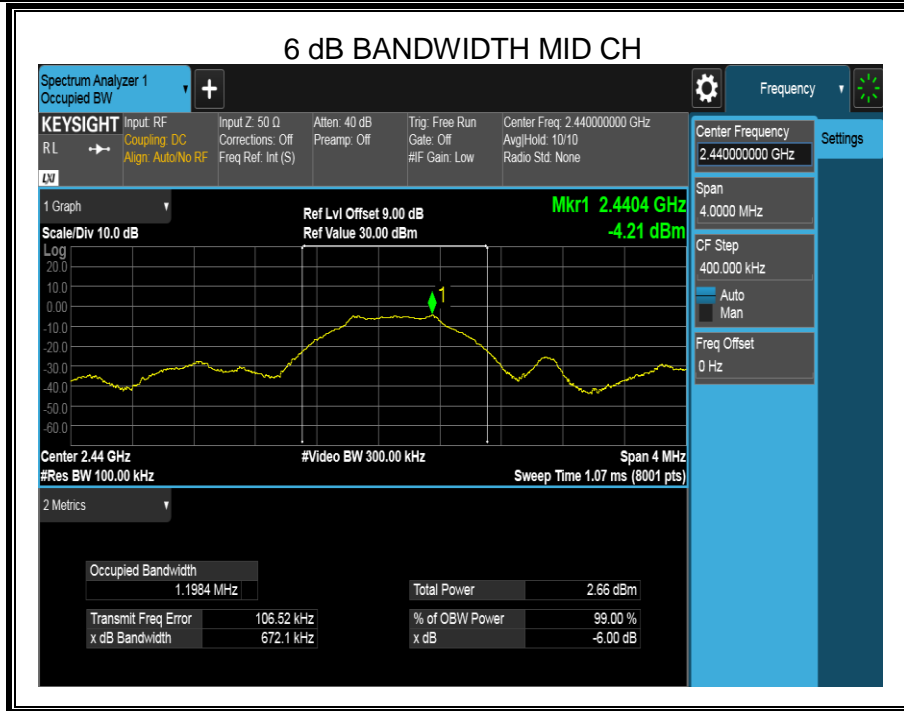 6 dB BANDWIDTH MID CH
Spectrum Analyzer 1
Occupied BW
+
Frequency
KEYSIGHT
RL
LXI
Input: RF
Coupling: DC
Align: Auto/No RF
Input Z: 50 Ω
Corrections: Off
Freq Ref: Int (S)
Atten: 40 dB
Preamp: Off
Trig: Free Run
Gate: Off
#IF Gain: Low
Center Freq: 2.440000000 GHz
Avg|Hold: 10/10
Radio Std: None
Center Frequency
2.440000000 GHz
Settings
Span
4.0000 MHz
CF Step
400.000 kHz
Auto
Man
Freq Offset
0 Hz
1 Graph
Scale/Div 10.0 dB
Ref Lvl Offset 9.00 dB
Ref Value 30.00 dBm
Mkr1 2.4404 GHz
-4.21 dBm
Log
20.0
10.0
0.00
-10.0
-20.0
-30.0
-40.0
-50.0
-60.0
1
Center 2.44 GHz
#Res BW 100.00 kHz
#Video BW 300.00 kHz
Span 4 MHz
Sweep Time 1.07 ms (8001 pts)
2 Metrics
Occupied Bandwidth
1.1984 MHz
Total Power 2.66 dBm
Transmit Freq Error 106.52 kHz
% of OBW Power 99.00 %
x dB Bandwidth 672.1 kHz
x dB -6.00 dB